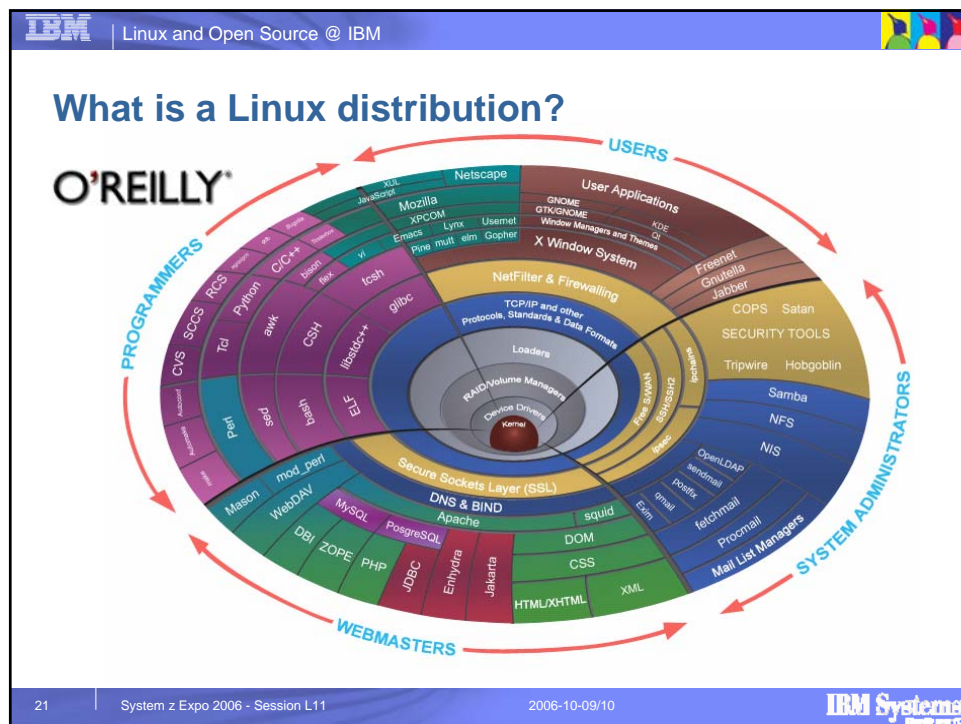 IBM
Linux and Open Source @ IBM
What is a Linux distribution?
O'REILLY
USERS
PROGRAMMERS
SYSTEM ADMINISTRATORS
WEBMASTERS
XUL
JavaScript
Netscape
Mozilla
XPCOM
Emacs
Lynx
Usernet
vi
Pine
mutt
elm
Gopher
User Applications
GNOME
KDE
GTK/GNOME
Qt
Window Managers and Themes
X Window System
Freenet
Gnutella
Jabber
NetFilter & Firewalling
TCP/IP and other
Protocols, Standards & Data Formats
Loaders
RAID/Volume Managers
Device Drivers
Kernel
Free S/WAN
SSH/SSH2
ipchains
ipsec
COPS
Satan
SECURITY TOOLS
Tripwire
Hobgoblin
Samba
NFS
NIS
OpenLDAP
sendmail
postfix
qmail
Exim
fetchmail
Procmail
Mail List Managers
CVS
SCCS
RCS
Tcl
Python
C/C++
bison
flex
awk
tcsh
CSH
glibc
libstdc++
Autoconf
Automake
make
Perl
sed
bash
ELF
Secure Sockets Layer (SSL)
DNS & BIND
Mason
mod_perl
WebDAV
MySQL
PosgreSQL
Apache
squid
DBI
ZOPE
PHP
JDBC
Enhydra
Jakarta
DOM
CSS
HTML/XHTML
XML
21
System z Expo 2006 - Session L11
2006-10-09/10
IBM Systems